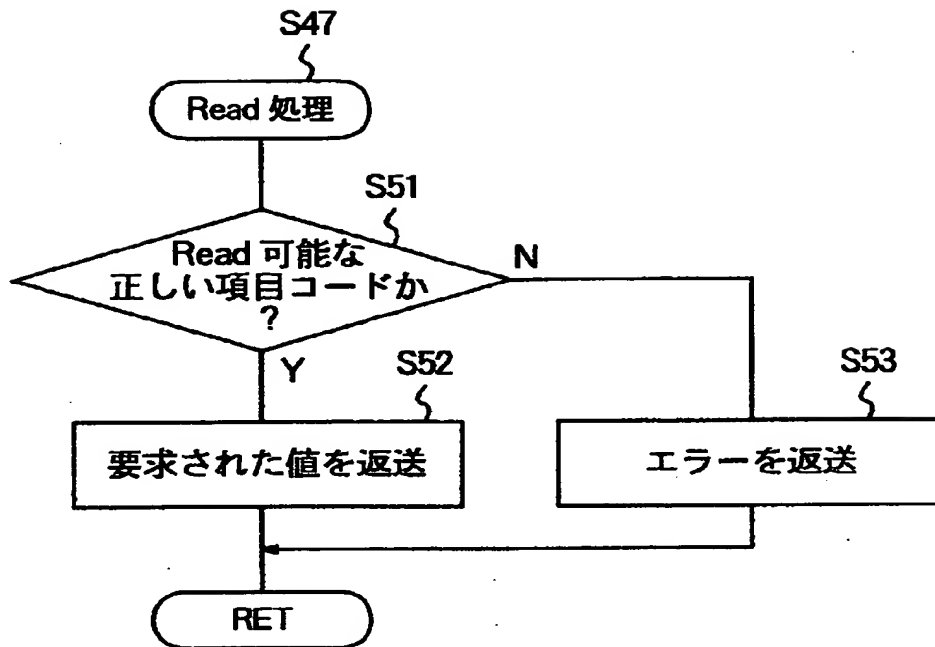 S47
Read 処理
S51
Read 可能な
正しい項目コードか
?
N
Y
S52
S53
要求された値を返送
エラーを返送
RET